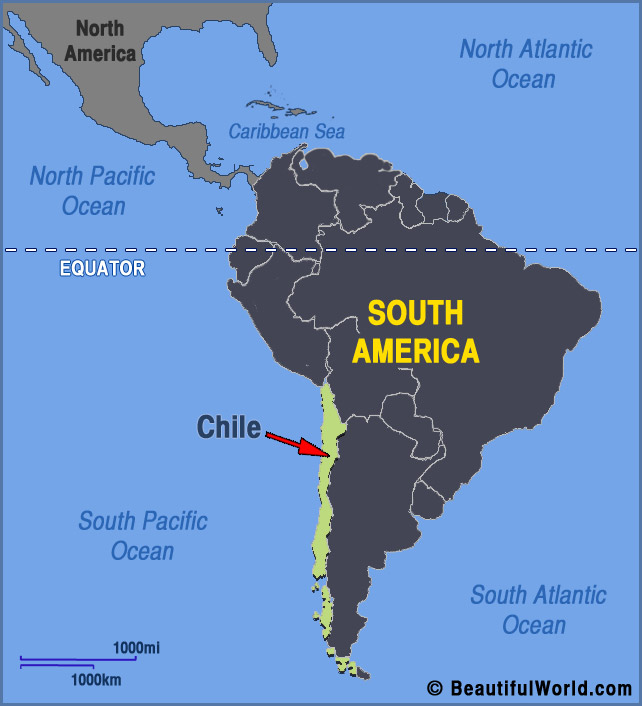 North
America
North Atlantic
Ocean
Caribbean Sea
North Pacific
Ocean
EQUATOR
SOUTH
AMERICA
Chile
South Pacific
Ocean
South Atlantic
Ocean
1000mi
1000km
© BeautifulWorld.com